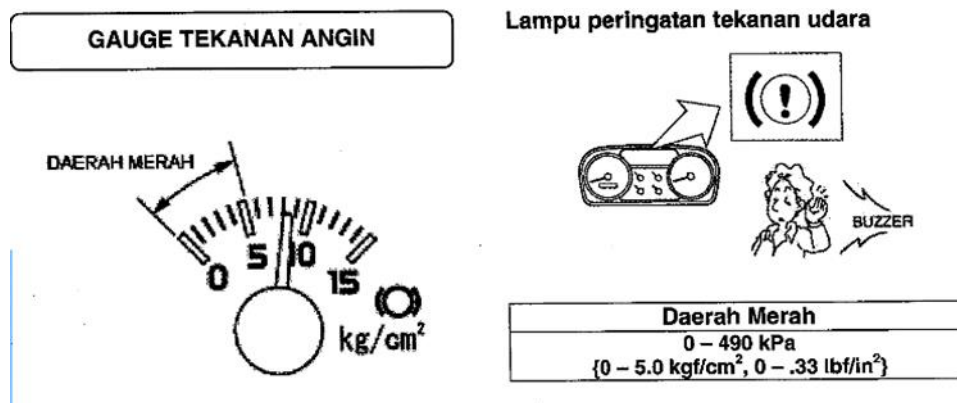 GAUGE TEKANAN ANGIN
DAERAH MERAH
0
5
10
15
kg/cm²
Lampu peringatan tekanan udara
(!)
BUZZER
Daerah Merah
0 – 490 kPa
{0 – 5.0 kgf/cm², 0 – .33 lbf/in²}